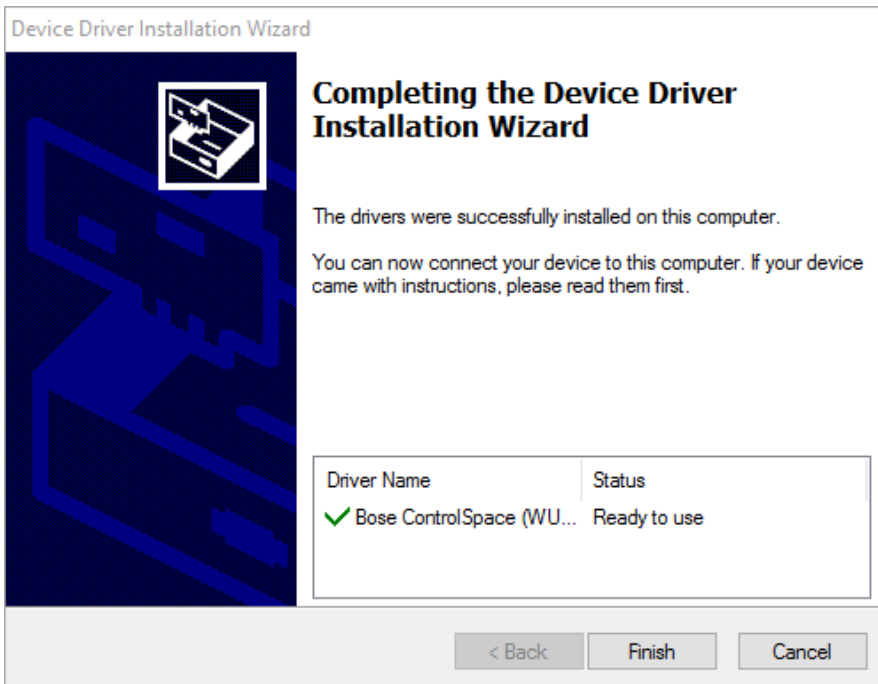 Device Driver Installation Wizard
Completing the Device Driver
Installation Wizard
The drivers were successfully installed on this computer.
You can now connect your device to this computer. If your device
came with instructions, please read them first.
Driver Name Status
Bose ControlSpace (WU... Ready to use
< Back Finish Cancel